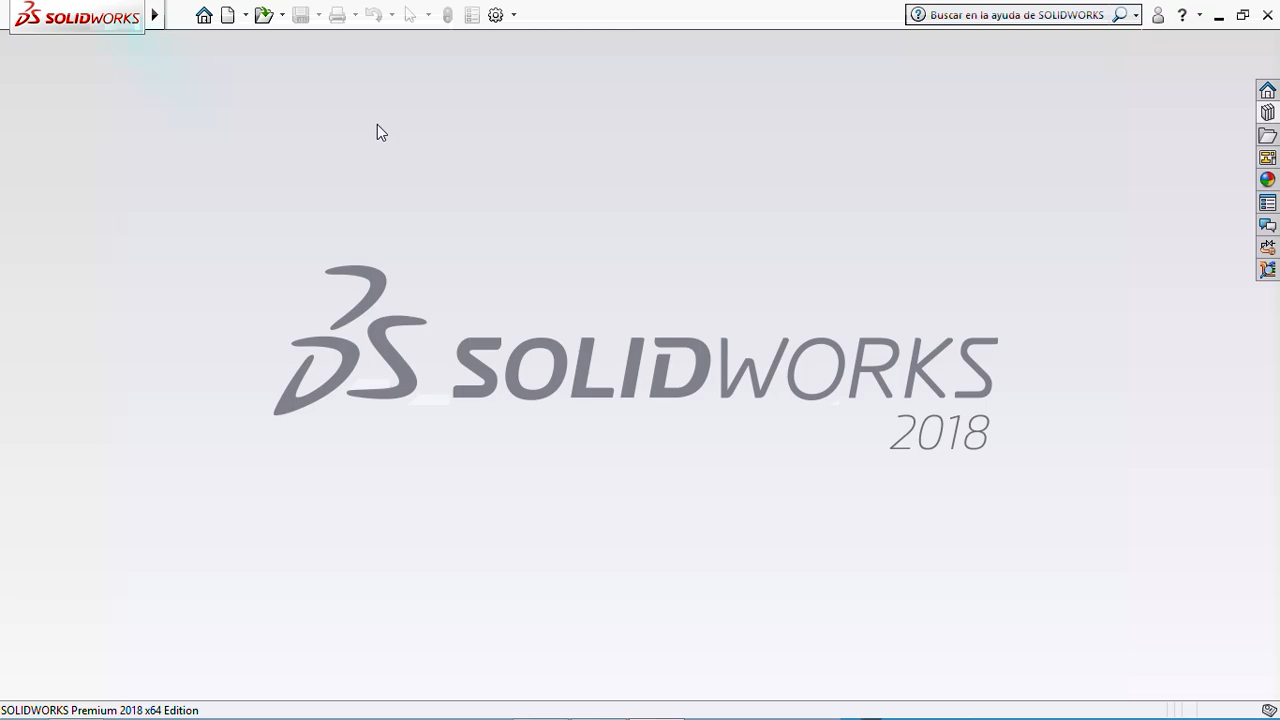 SOLIDWORKS
Buscar en la ayuda de SOLIDWORKS
?
SOLIDWORKS
2018
SOLIDWORKS Premium 2018 x64 Edition